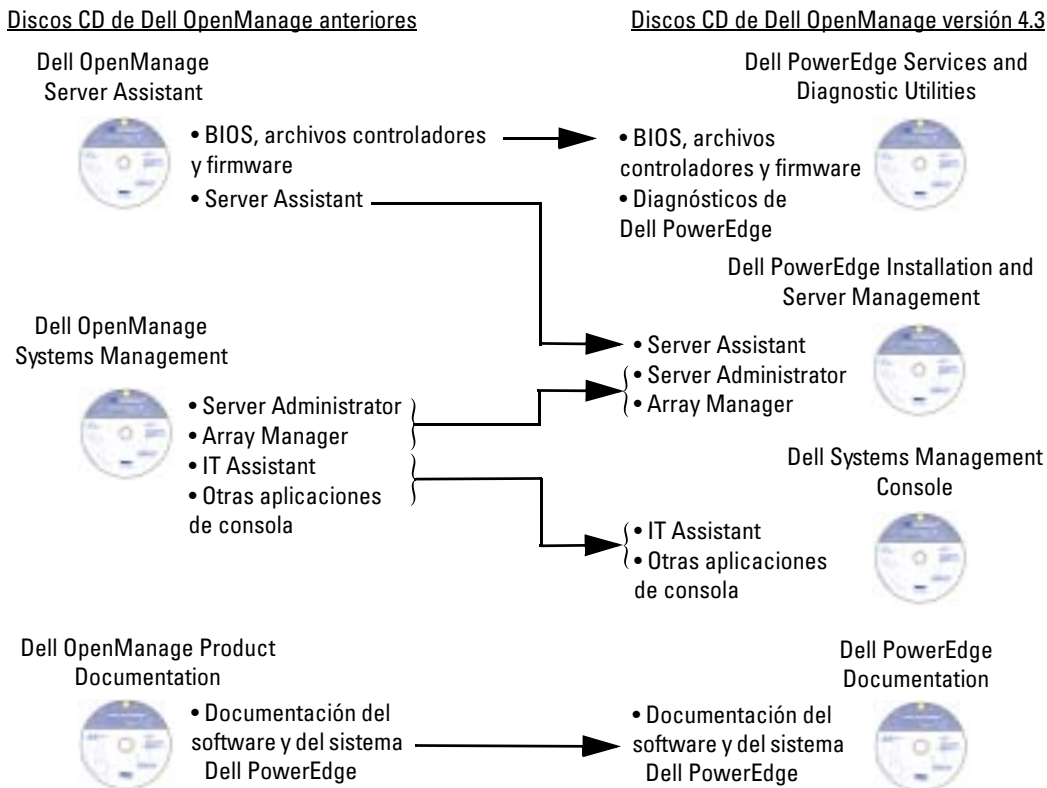 Discos CD de Dell OpenManage anteriores
Discos CD de Dell OpenManage versión 4.3
Dell OpenManage
Server Assistant
• BIOS, archivos controladores
y firmware
• Server Assistant
Dell PowerEdge Services and
Diagnostic Utilities
• BIOS, archivos
controladores y firmware
• Diagnósticos de
Dell PowerEdge
Dell PowerEdge Installation and
Server Management
• Server Assistant
• Server Administrator
• Array Manager
Dell OpenManage
Systems Management
• Server Administrator
• Array Manager
• IT Assistant
• Otras aplicaciones
de consola
Dell Systems Management
Console
• IT Assistant
• Otras aplicaciones
de consola
Dell OpenManage Product
Documentation
• Documentación del
software y del sistema
Dell PowerEdge
Dell PowerEdge
Documentation
• Documentación del
software y del sistema
Dell PowerEdge